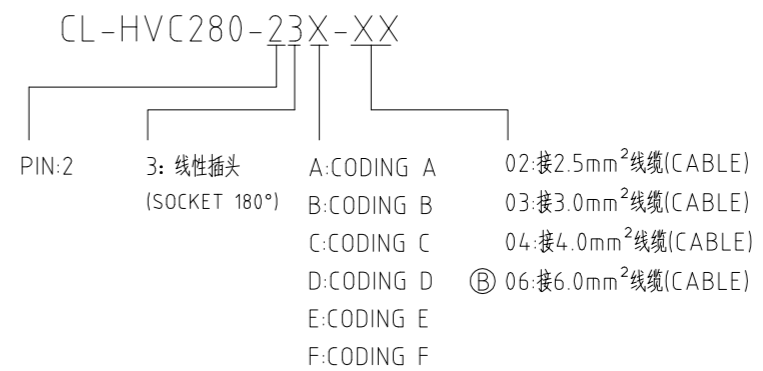 CL-HVC280-23X-XX
PIN:2
3: 线性插头
(SOCKET 180°)
A:CODING A
B:CODING B
C:CODING C
D:CODING D
E:CODING E
F:CODING F
02:接2.5mm²线缆(CABLE)
03:接3.0mm²线缆(CABLE)
04:接4.0mm²线缆(CABLE)
Ⓑ 06:接6.0mm²线缆(CABLE)